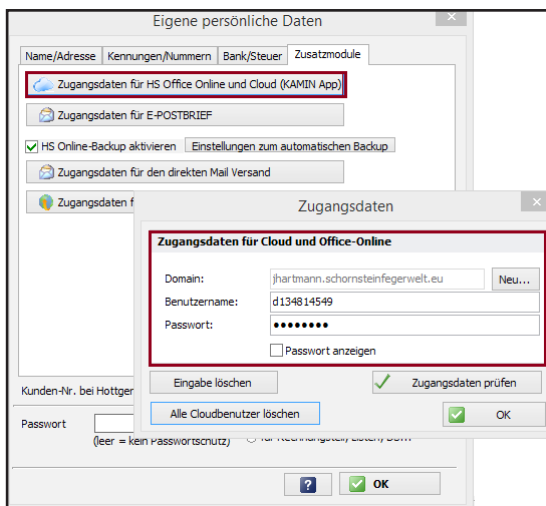 Eigene persönliche Daten
Name/Adresse Kennungen/Nummern Bank/Steuer Zusatzmodule
Zugangsdaten für HS Office Online und Cloud (KAMIN App)
Zugangsdaten für E-POSTBRIEF
HS Online-Backup aktivieren Einstellungen zum automatischen Backup
Zugangsdaten für den direkten Mail Versand
Zugangsdaten f
Zugangsdaten
Zugangsdaten für Cloud und Office-Online
Domain: jhartmann.schornsteinfegerwelt.eu Neu...
Benutzername: d134814549
Passwort: ●●●●●●●●
Passwort anzeigen
Eingabe löschen Zugangsdaten prüfen
Alle Cloudbenutzer löschen OK
Kunden-Nr. bei Hottger
Passwort
(leer = kein Passwortschutz)
? OK